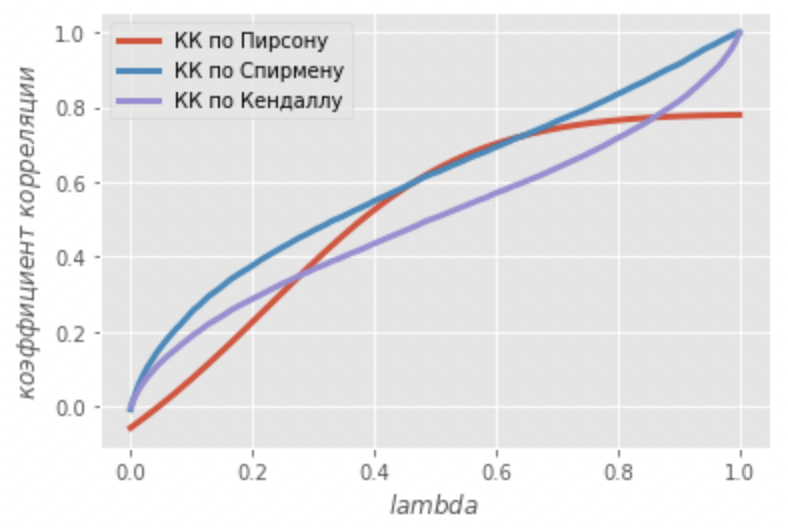 КК по Пирсону
КК по Спирмену
КК по Кендаллу
коэффициент корреляции
1.0
0.8
0.6
0.4
0.2
0.0
0.0 0.2 0.4 0.6 0.8 1.0
lambda